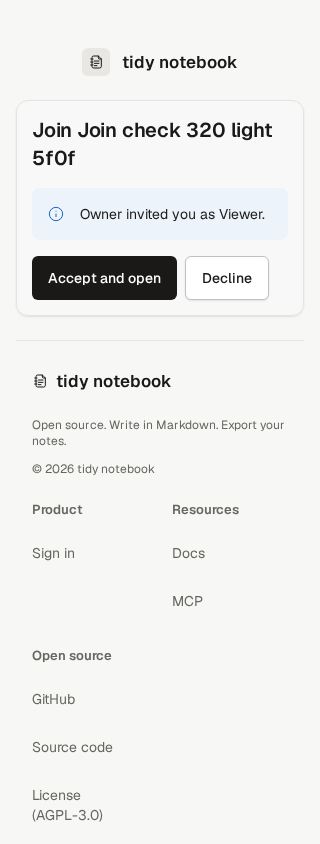 tidy notebook
Join Join check 320 light
5f0f
Owner invited you as Viewer.
Accept and open
Decline
tidy notebook
Open source. Write in Markdown. Export your
notes.
© 2026 tidy notebook
Product
Sign in
Resources
Docs
MCP
Open source
GitHub
Source code
License
(AGPL-3.0)